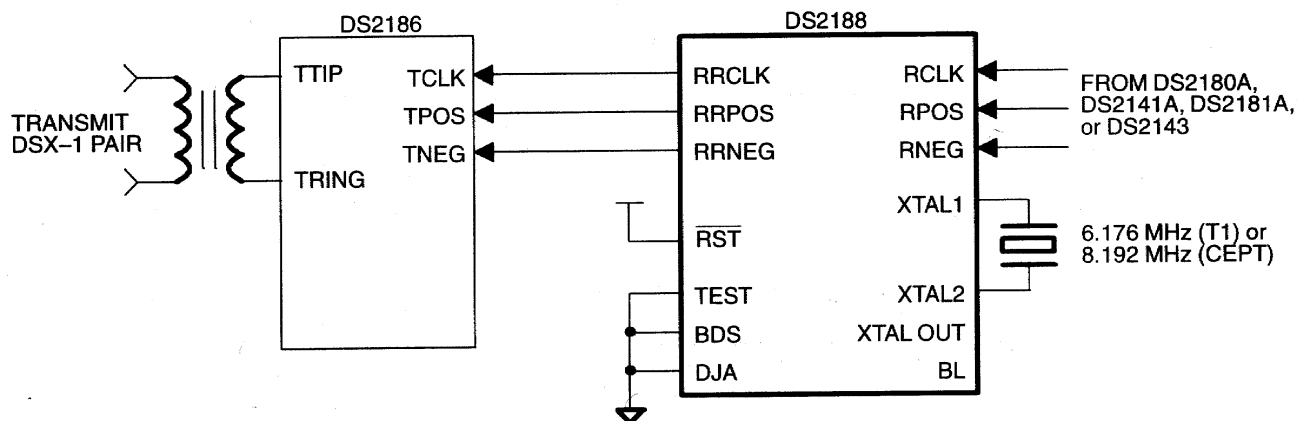 DS2186
DS2188
TTIP
TCLK
TPOS
TNEG
TRING
TRANSMIT
DSX–1 PAIR
RRCLK
RRPOS
RRNEG
RST
TEST
BDS
DJA
RCLK
RPOS
RNEG
XTAL1
XTAL2
XTAL OUT
BL
FROM DS2180A,
DS2141A, DS2181A,
or DS2143
6.176 MHz (T1) or
8.192 MHz (CEPT)